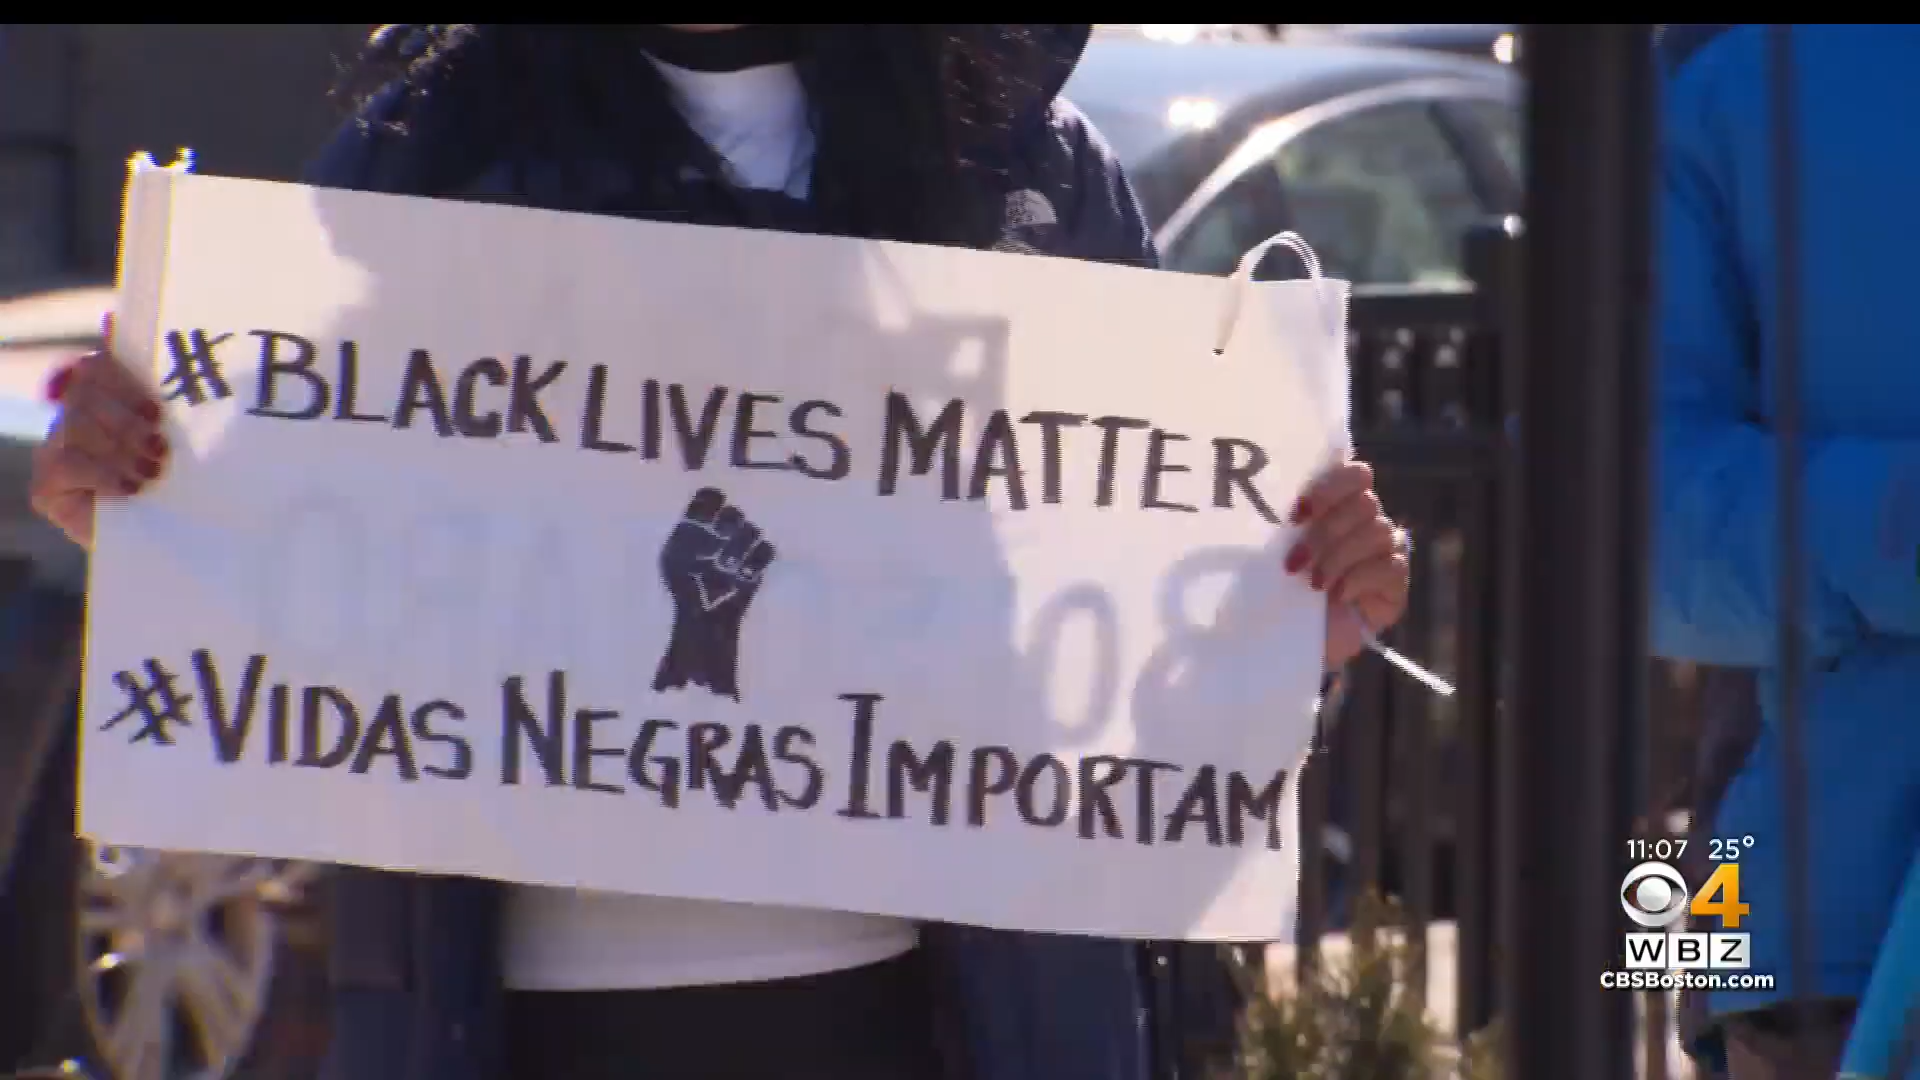 #BLACK LIVES MATTER
#VIDAS NEGRAS IMPORTAM
11:07 25°
4
WBZ
CBSBoston.com